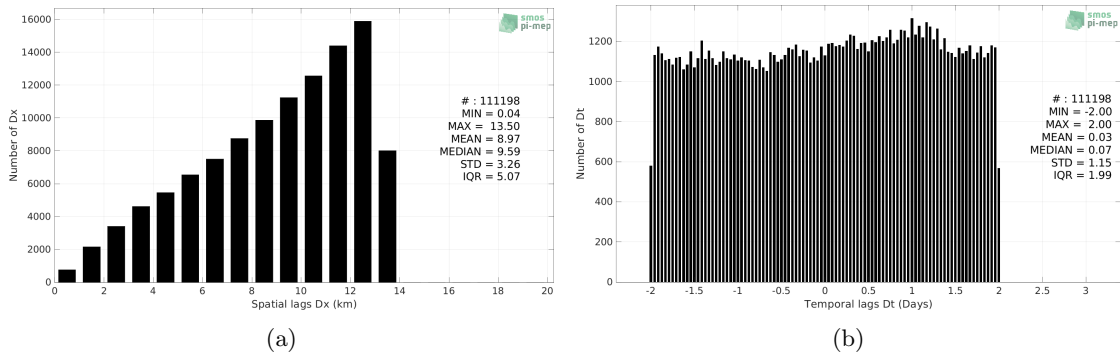 smos
pi-mep
16000
14000
12000
10000
8000
6000
4000
2000
0
Number of Dx
# : 111198
MIN = 0.04
MAX = 13.50
MEAN = 8.97
MEDIAN = 9.59
STD = 3.26
IQR = 5.07
0 2 4 6 8 10 12 14 16 18 20
Spatial lags Dx (km)
(a)
smos
pi-mep
1200
1000
800
600
400
200
0
Number of Dt
# : 111198
MIN = -2.00
MAX = 2.00
MEAN = 0.03
MEDIAN = 0.07
STD = 1.15
IQR = 1.99
-2 -1.5 -1 -0.5 0 0.5 1 1.5 2 2.5 3
Temporal lags Dt (Days)
(b)